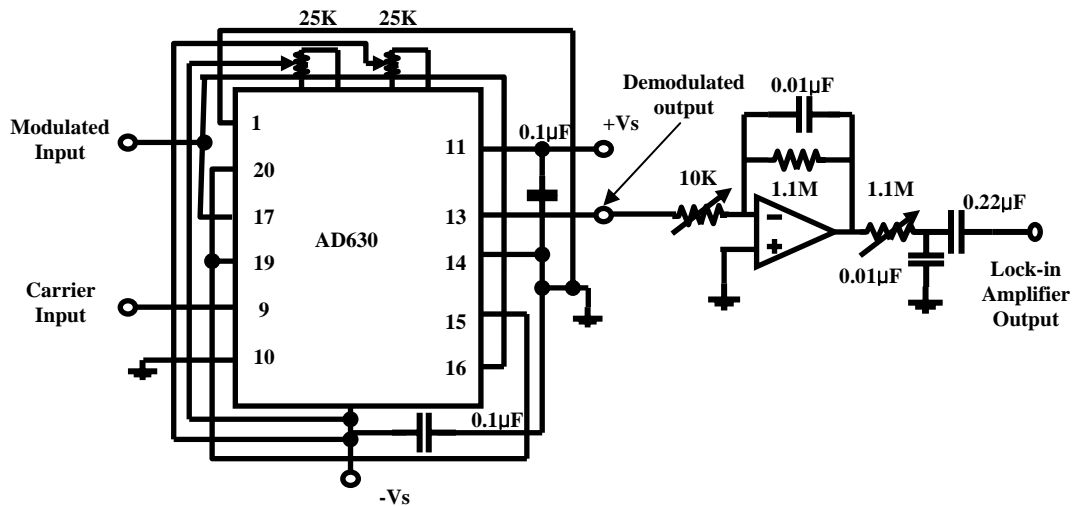 25K 25K
Modulated
Input
Carrier
Input
1
20
17
19
9
10
AD630
11
13
14
15
16
0.1µF
+Vs
Demodulated
output
10K
0.01µF
1.1M
1.1M
0.22µF
0.01µF
Lock-in
Amplifier
Output
0.1µF
-Vs